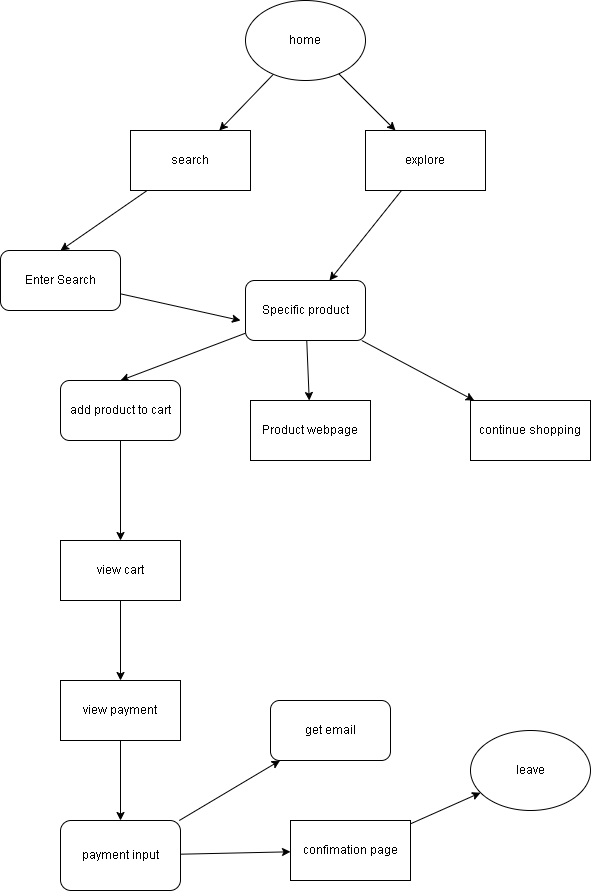 home
search
explore
Enter Search
Specific product
add product to cart
Product webpage
continue shopping
view cart
view payment
get email
leave
payment input
confimation page